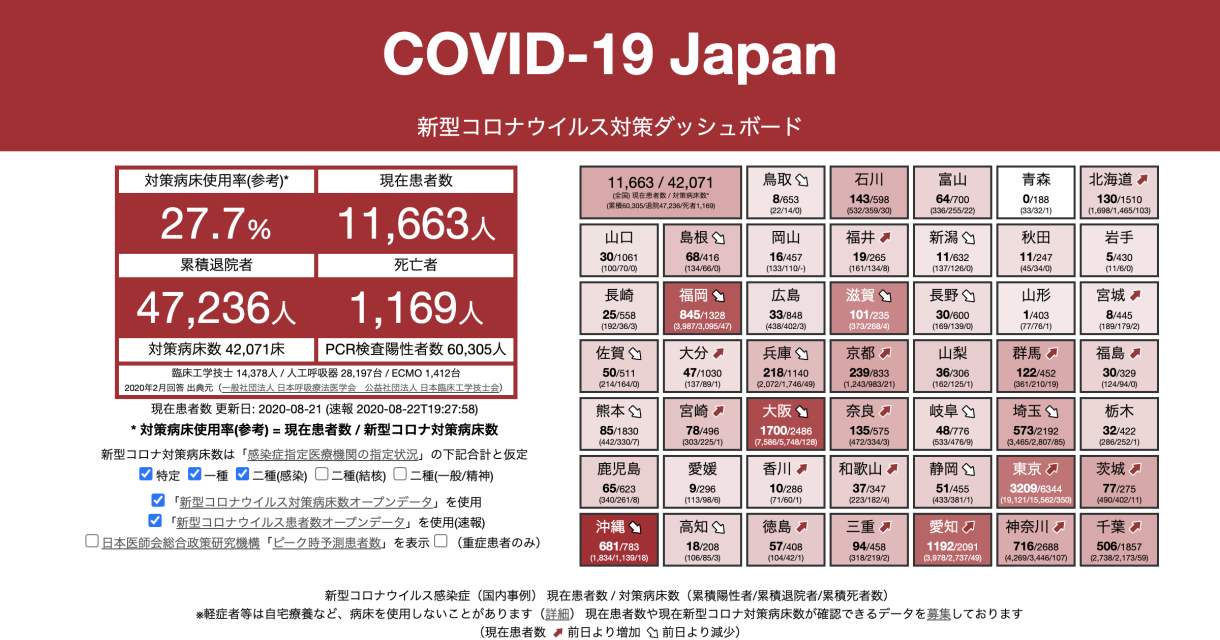 COVID-19 Japan
新型コロナウイルス対策ダッシュボード
対策病床使用率(参考)* 現在患者数
27.7% 11,663人
累積退院者 死亡者
47,236人 1,169人
対策病床数 42,071床 PCR検査陽性者数 60,305人
臨床工学技士 14,378人 / 人工呼吸器 28,197台 / ECMO 1,412台
2020年2月回答 出典元 (一般社団法人 日本呼吸療法医学会　公益社団法人 日本臨床工学技士会)
現在患者数 更新日: 2020-08-21 (速報 2020-08-22T19:27:58)
* 対策病床使用率(参考) = 現在患者数 / 新型コロナ対策病床数
新型コロナ対策病床数は「感染症指定医療機関の指定状況」の下記合計と仮定
特定 一種 二種(感染) 二種(結核) 二種(一般/精神)
「新型コロナウイルス対策病床数オープンデータ」を使用
「新型コロナウイルス患者数オープンデータ」を使用(速報)
日本医師会総合政策研究機構「ピーク時予測患者数」を表示 (重症患者のみ)
11,663 / 42,071
(全国) 現在患者数 / 対策病床数*
(累積60,305/退院47,236/死者1,169)
鳥取 石川 富山 青森 北海道
8/653 143/598 64/700 0/188 130/1510
(22/14/0) (532/359/30) (336/255/22) (33/32/1) (1,698/1,465/103)
山口 島根 岡山 福井 新潟 秋田 岩手
30/1061 68/416 16/457 19/265 11/632 11/247 5/430
(100/70/0) (134/66/0) (133/110/-) (161/134/8) (137/126/0) (45/34/0) (11/6/0)
長崎 福岡 広島 滋賀 長野 山形 宮城
25/558 845/1328 33/848 101/235 30/600 1/403 8/445
(192/36/3) (3,987/3,095/47) (438/402/3) (373/268/4) (169/139/0) (77/76/1) (189/179/2)
佐賀 大分 兵庫 京都 山梨 群馬 福島
50/511 47/1030 218/1140 239/833 36/306 122/452 30/329
(214/164/0) (137/89/1) (2,072/1,746/49) (1,243/983/21) (162/125/1) (361/210/19) (124/94/0)
熊本 宮崎 大阪 奈良 岐阜 埼玉 栃木
85/1830 78/496 1700/2486 135/575 48/776 573/2192 32/422
(442/330/7) (303/225/1) (7,586/5,748/128) (472/334/3) (533/476/9) (3,465/2,807/85) (286/252/1)
鹿児島 愛媛 香川 和歌山 静岡 東京 茨城
65/623 9/296 10/286 37/347 51/455 3209/6344 77/275
(340/261/8) (113/98/6) (71/60/1) (223/182/4) (433/381/1) (19,121/15,562/350) (490/402/11)
沖縄 高知 徳島 三重 愛知 神奈川 千葉
681/783 18/208 57/408 94/458 1192/2091 716/2688 506/1857
(1,834/1,139/18) (106/85/3) (104/42/1) (318/219/2) (3,978/2,737/49) (4,269/3,446/107) (2,738/2,173/59)
新型コロナウイルス感染症（国内事例） 現在患者数 / 対策病床数（累積陽性者/累積退院者/累積死者数）
※軽症者等は自宅療養など、病床を使用しないことがあります（詳細） 現在患者数や現在新型コロナ対策病床数が確認できるデータを募集しております
（現在患者数 前日より増加 前日より減少）